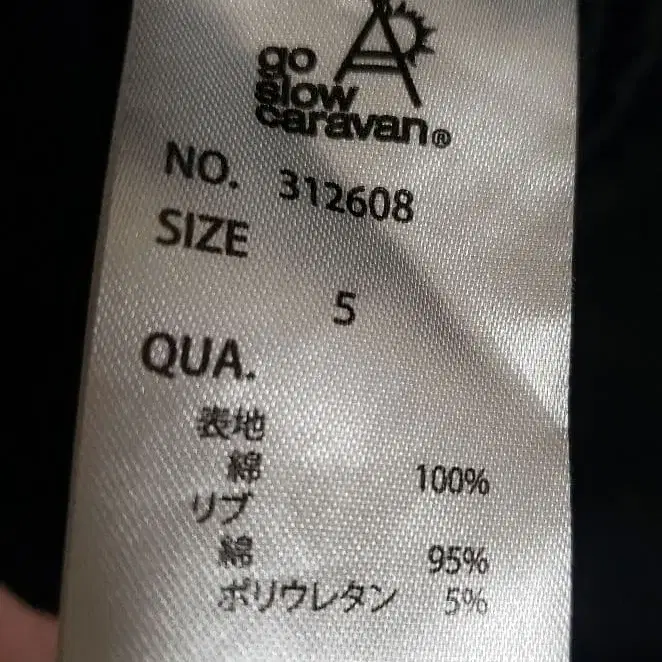 go
slow
caravan®
NO. 312608
SIZE
5
QUA.
表地
綿 100%
リブ
綿 95%
ポリウレタン 5%